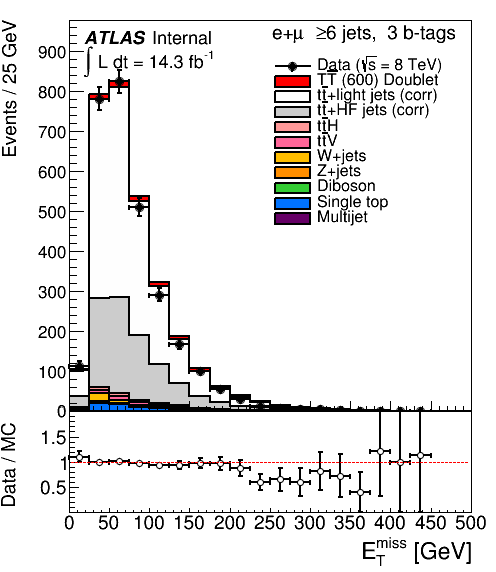 ATLAS Internal
∫ L dt = 14.3 fb⁻¹
e+μ ≥6 jets, 3 b-tags
Data (√s = 8 TeV)
TT̄ (600) Doublet
tt̄+light jets (corr)
tt̄+HF jets (corr)
tt̄H
tt̄V
W+jets
Z+jets
Diboson
Single top
Multijet
Events / 25 GeV
900
800
700
600
500
400
300
200
100
0
Data / MC
1.5
1
0.5
0 50 100 150 200 250 300 350 400 450 500
E_T^miss [GeV]